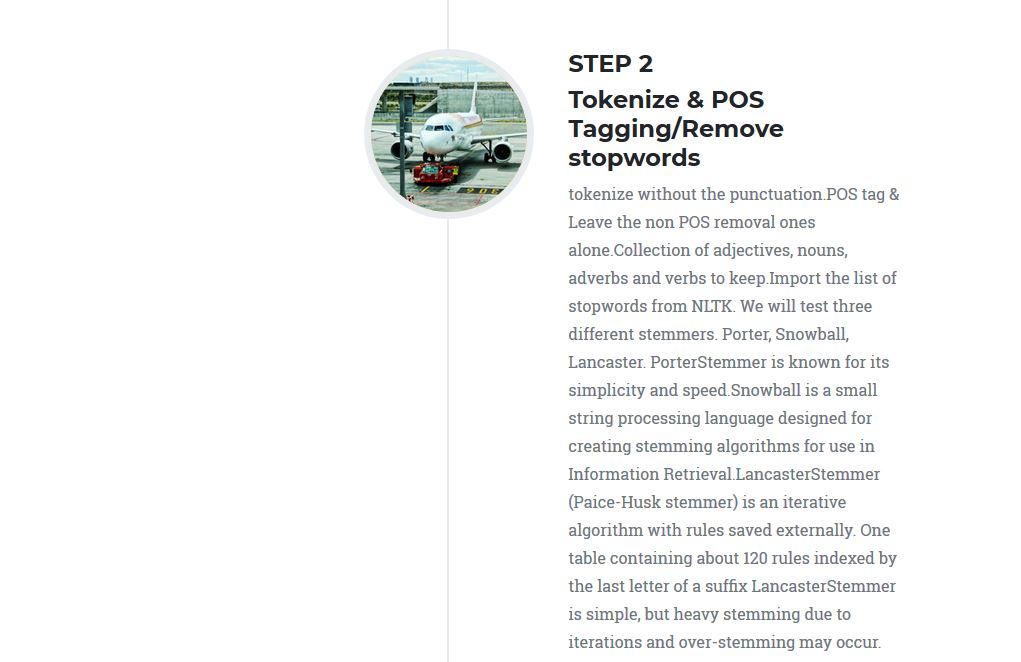 STEP 2
Tokenize & POS
Tagging/Remove
stopwords
tokenize without the punctuation.POS tag &
Leave the non POS removal ones
alone.Collection of adjectives, nouns,
adverbs and verbs to keep.Import the list of
stopwords from NLTK. We will test three
different stemmers. Porter, Snowball,
Lancaster. PorterStemmer is known for its
simplicity and speed.Snowball is a small
string processing language designed for
creating stemming algorithms for use in
Information Retrieval.LancasterStemmer
(Paice-Husk stemmer) is an iterative
algorithm with rules saved externally. One
table containing about 120 rules indexed by
the last letter of a suffix LancasterStemmer
is simple, but heavy stemming due to
iterations and over-stemming may occur.